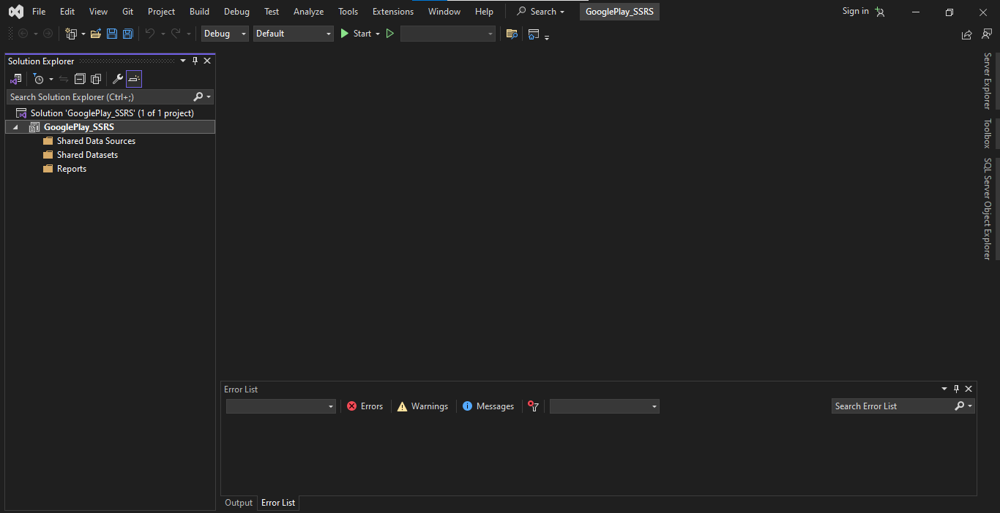 File Edit View Git Project Build Debug Test Analyze Tools Extensions Window Help Search GooglePlay_SSRS Sign in
Debug Default Start
Solution Explorer
Search Solution Explorer (Ctrl+;)
Solution 'GooglePlay_SSRS' (1 of 1 project)
GooglePlay_SSRS
Shared Data Sources
Shared Datasets
Reports
Server Explorer
Toolbox
SQL Server Object Explorer
Error List
Errors Warnings Messages Search Error List
Output Error List